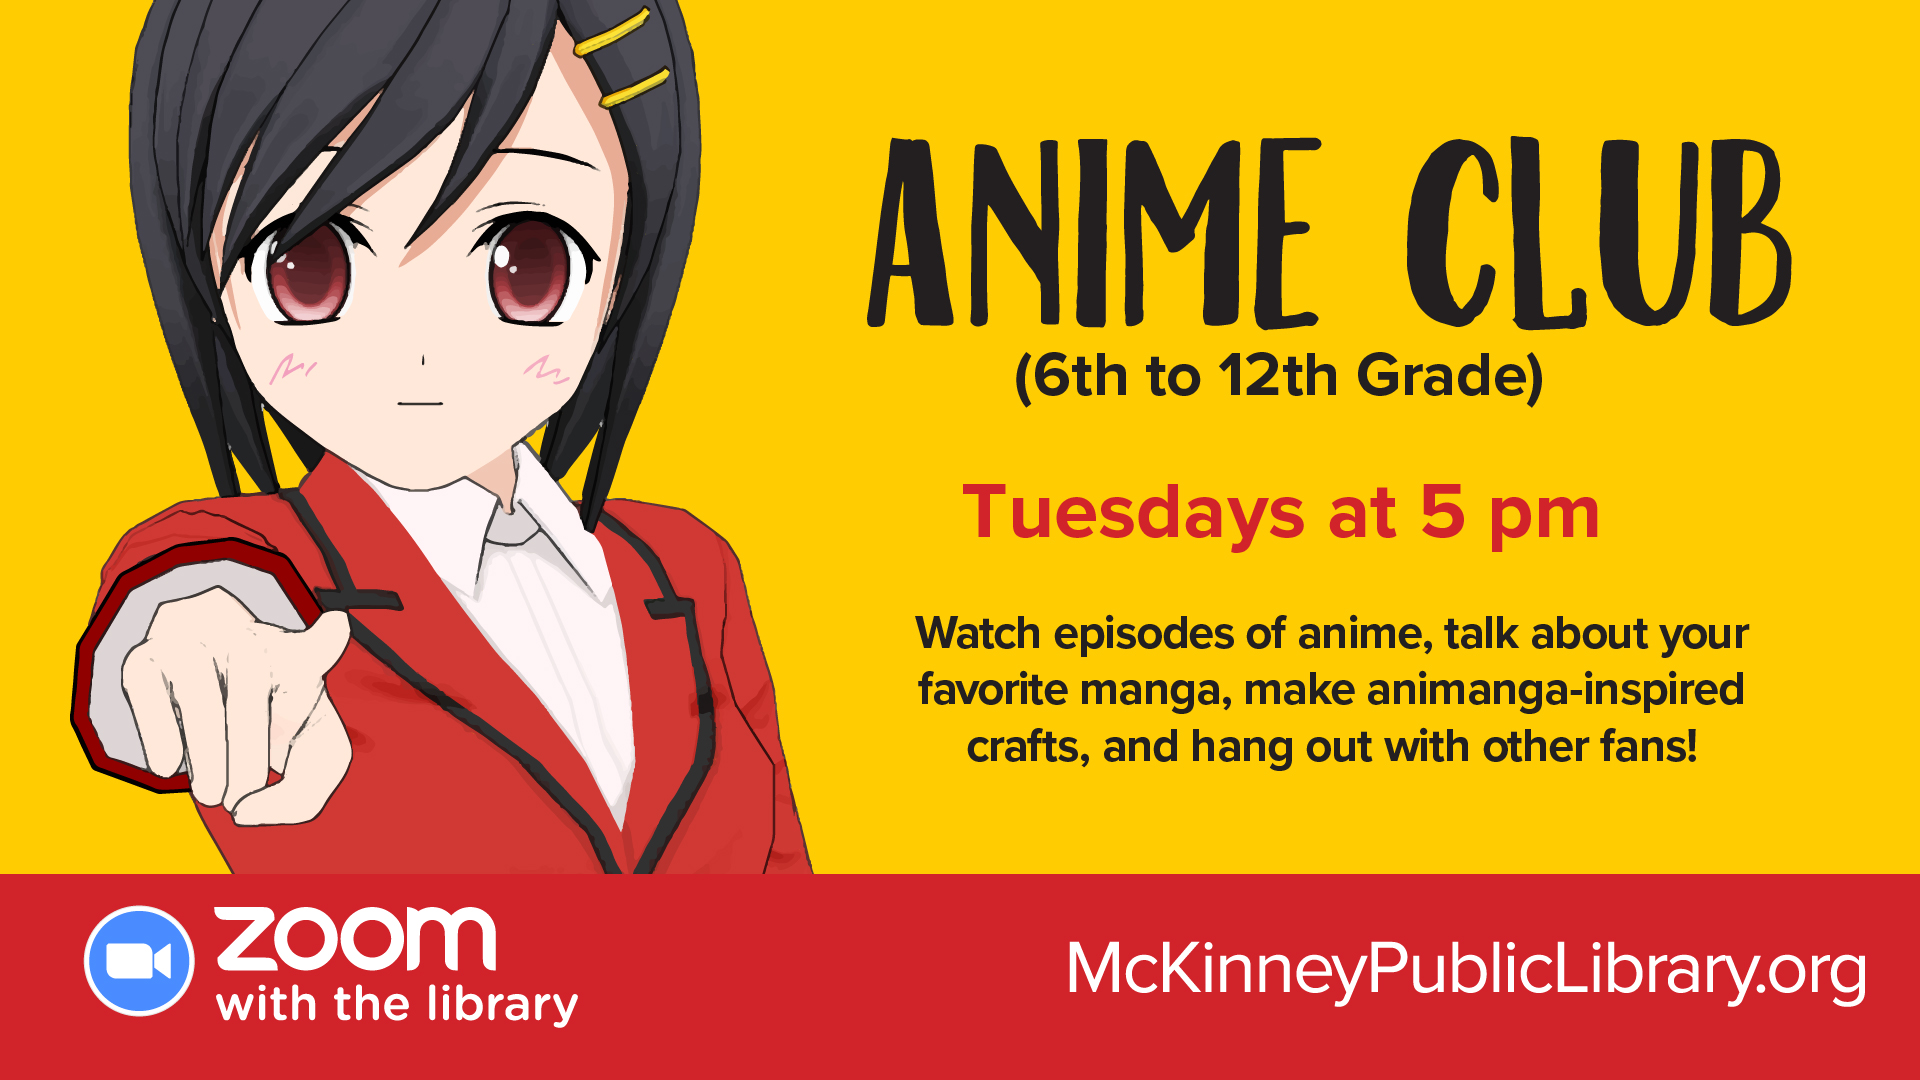 ANIME CLUB
(6th to 12th Grade)
Tuesdays at 5 pm
Watch episodes of anime, talk about your
favorite manga, make animanga-inspired
crafts, and hang out with other fans!
zoom
with the library
McKinneyPublicLibrary.org